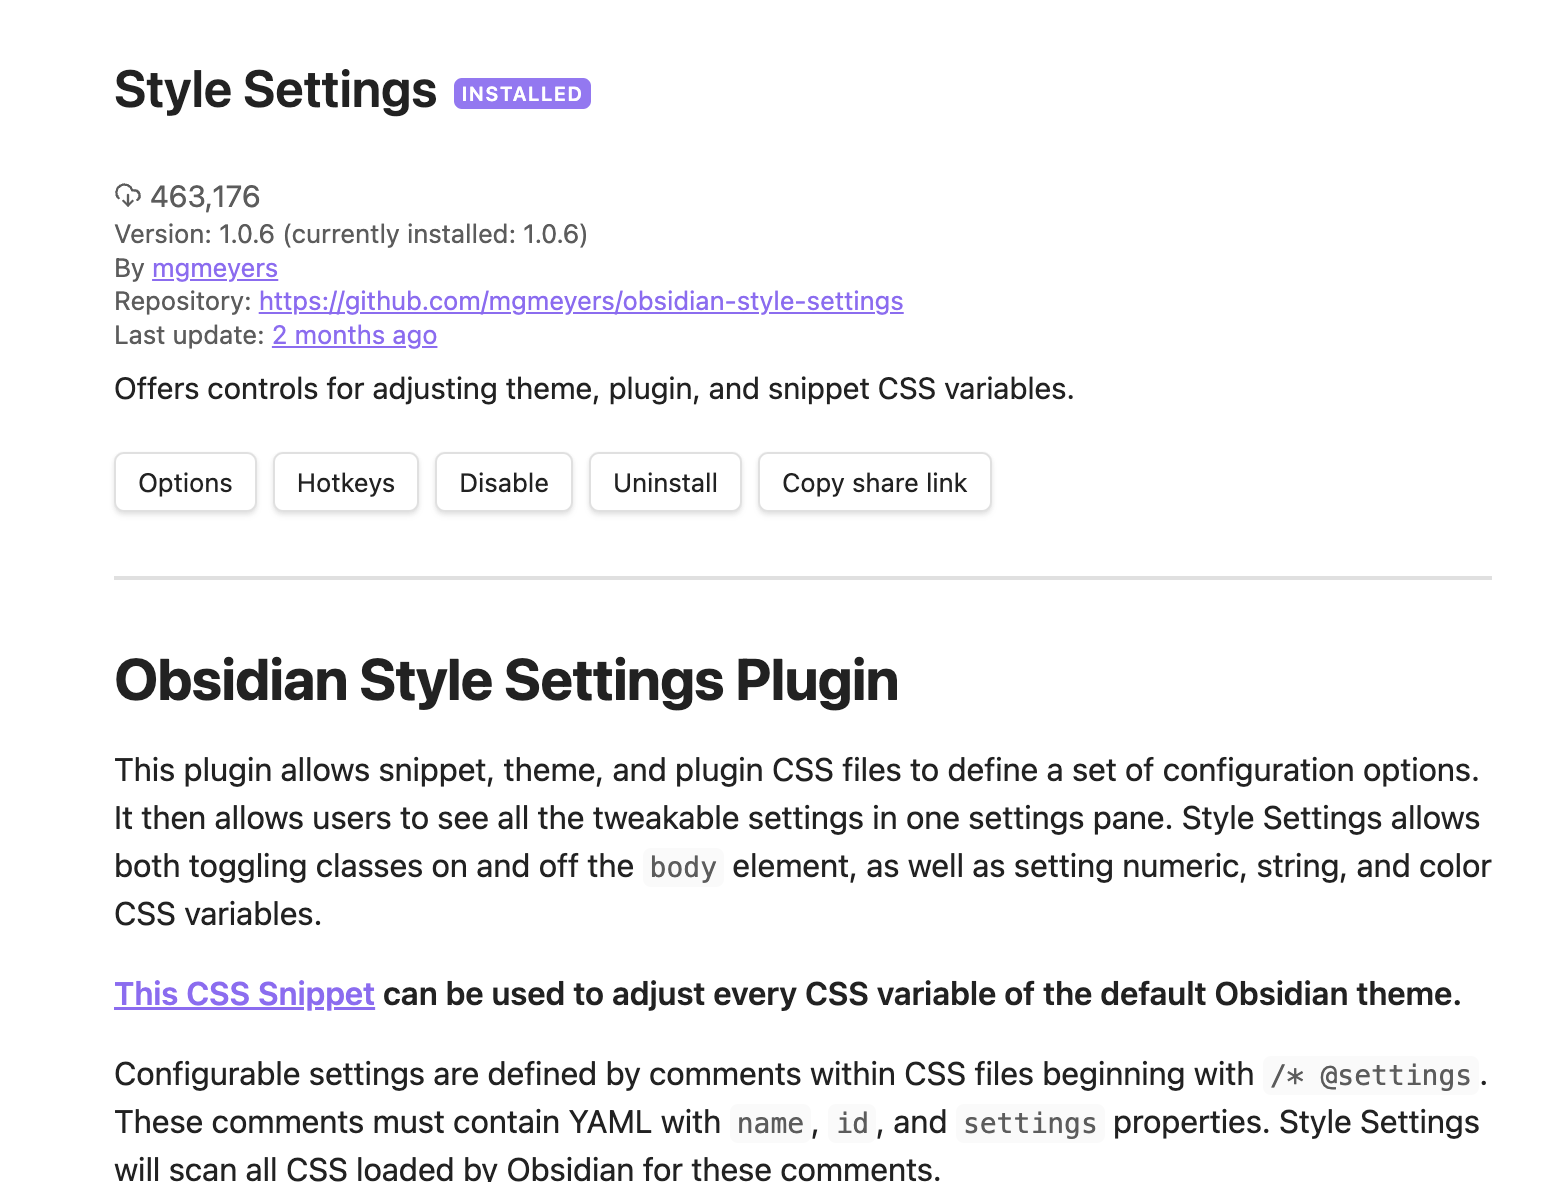 Style Settings INSTALLED
463,176
Version: 1.0.6 (currently installed: 1.0.6)
By mgmeyers
Repository: https://github.com/mgmeyers/obsidian-style-settings
Last update: 2 months ago
Offers controls for adjusting theme, plugin, and snippet CSS variables.
Options Hotkeys Disable Uninstall Copy share link
Obsidian Style Settings Plugin
This plugin allows snippet, theme, and plugin CSS files to define a set of configuration options.
It then allows users to see all the tweakable settings in one settings pane. Style Settings allows
both toggling classes on and off the body element, as well as setting numeric, string, and color
CSS variables.
This CSS Snippet can be used to adjust every CSS variable of the default Obsidian theme.
Configurable settings are defined by comments within CSS files beginning with /* @settings.
These comments must contain YAML with name, id, and settings properties. Style Settings
will scan all CSS loaded by Obsidian for these comments.